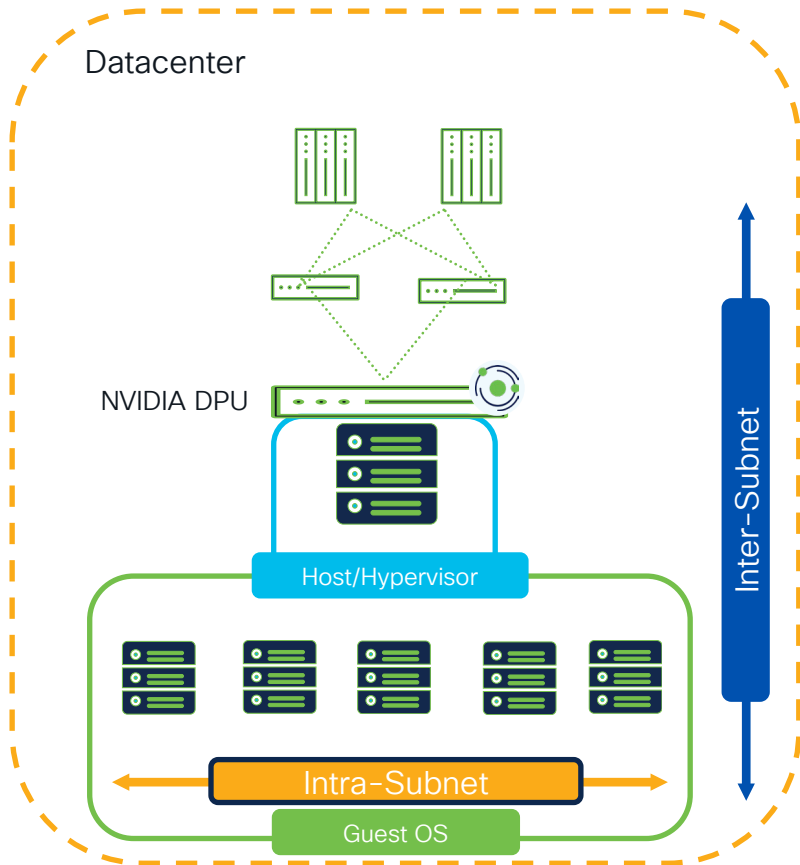 Datacenter
NVIDIA DPU
Host/Hypervisor
Inter-Subnet
Intra-Subnet
Guest OS